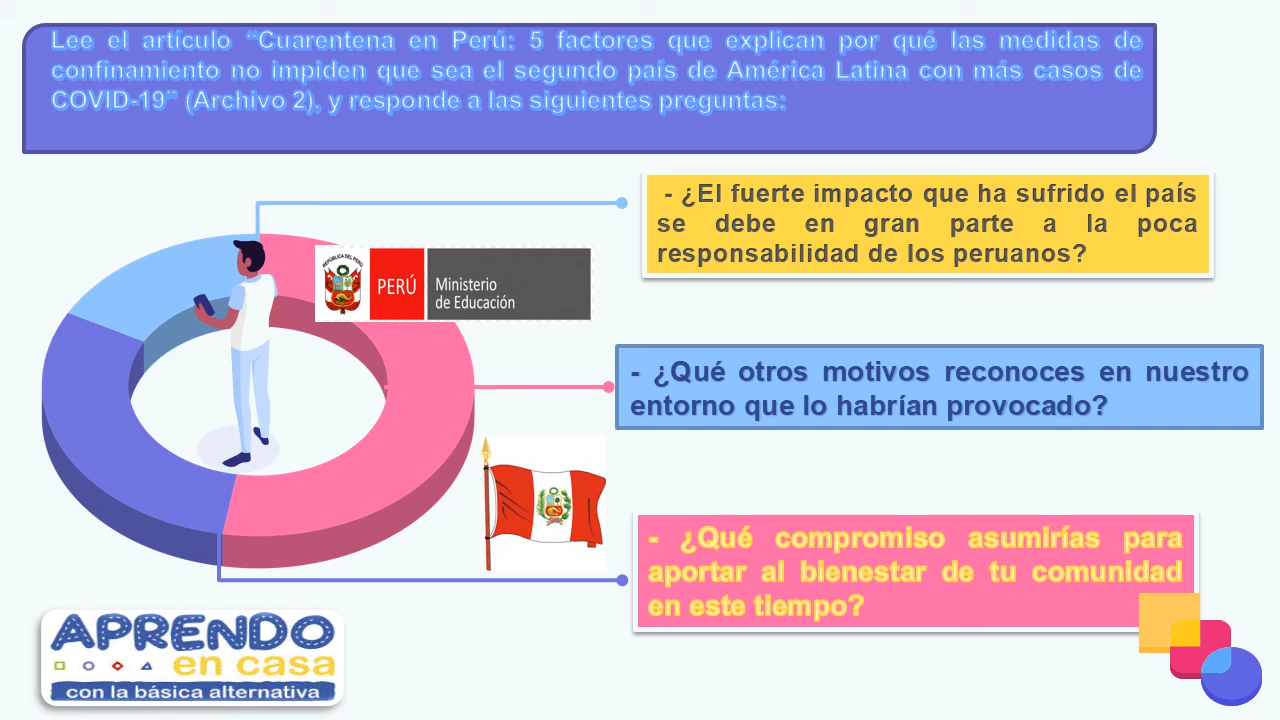 Lee el artículo “Cuarentena en Perú: 5 factores que explican por qué las medidas de
confinamiento no impiden que sea el segundo país de América Latina con más casos de
COVID-19” (Archivo 2), y responde a las siguientes preguntas:
- ¿El fuerte impacto que ha sufrido el país
se debe en gran parte a la poca
responsabilidad de los peruanos?
REPÚBLICA DEL PERÚ
PERÚ
Ministerio
de Educación
- ¿Qué otros motivos reconoces en nuestro
entorno que lo habrían provocado?
- ¿Qué compromiso asumirías para
aportar al bienestar de tu comunidad
en este tiempo?
APRENDO
en casa
con la básica alternativa